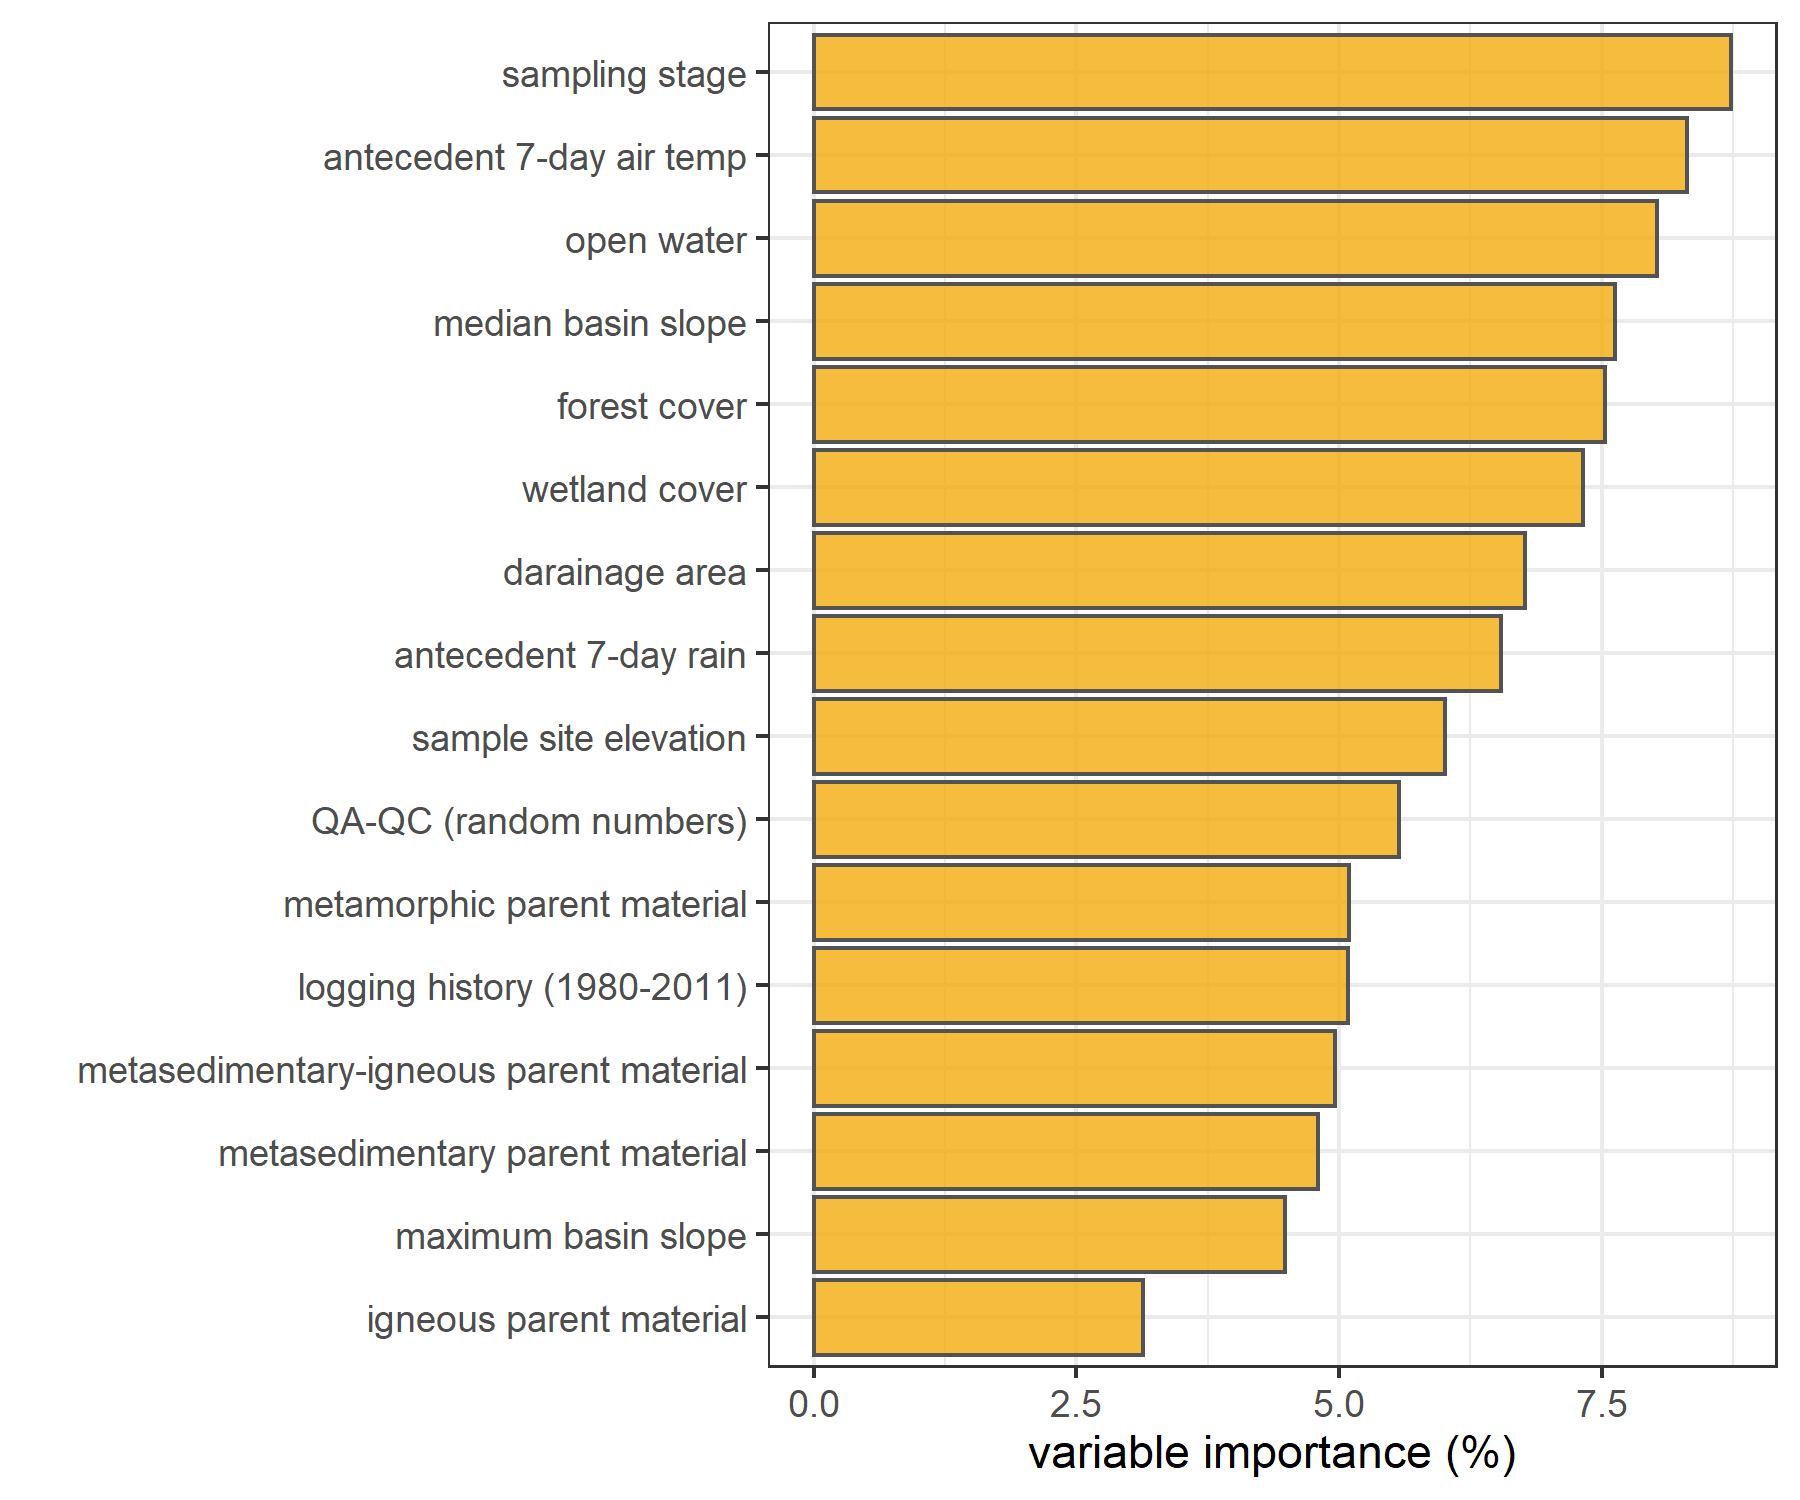 sampling stage
antecedent 7-day air temp
open water
median basin slope
forest cover
wetland cover
darainage area
antecedent 7-day rain
sample site elevation
QA-QC (random numbers)
metamorphic parent material
logging history (1980-2011)
metasedimentary-igneous parent material
metasedimentary parent material
maximum basin slope
igneous parent material
0.0 2.5 5.0 7.5
variable importance (%)